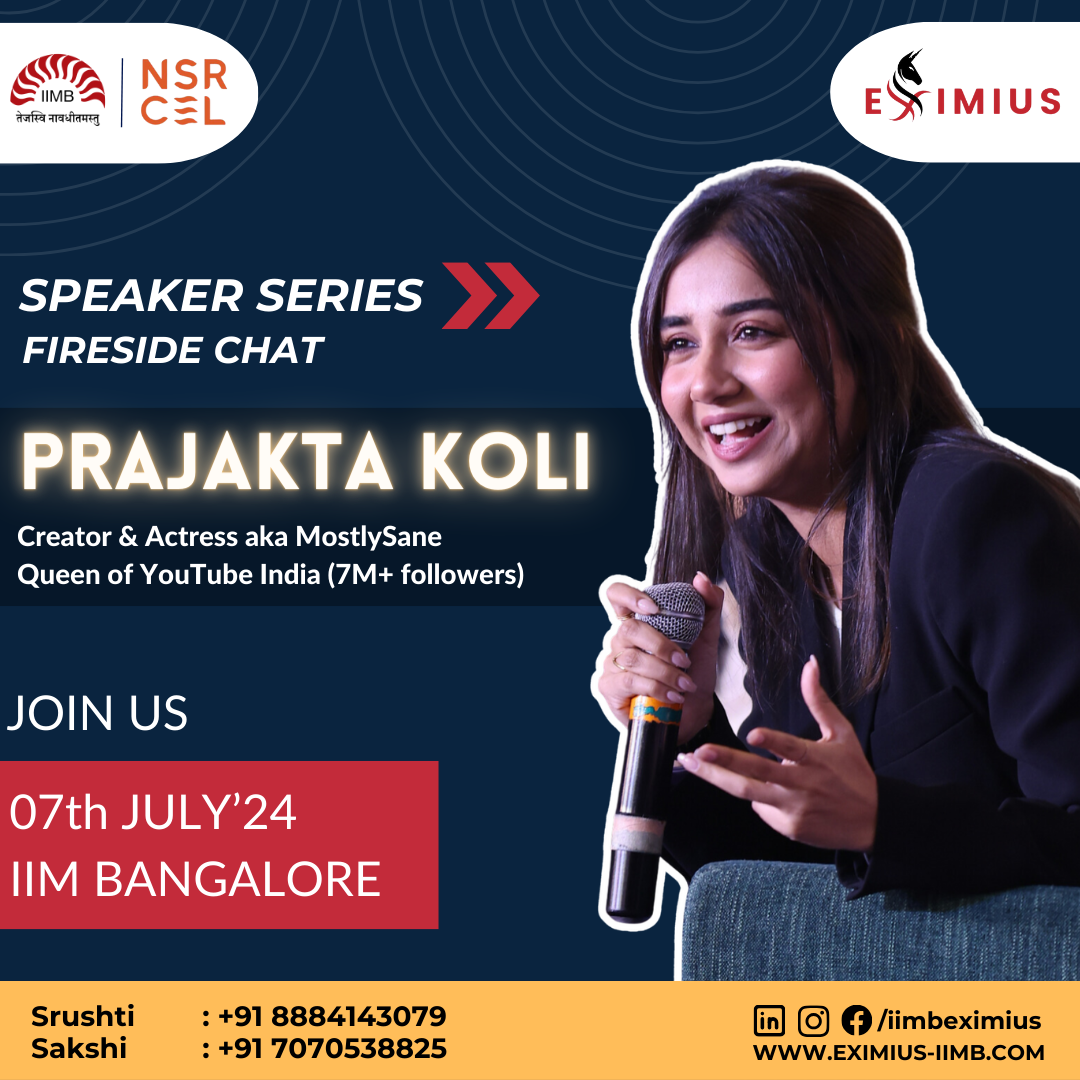 IIMB
तेजस्वि नावधीतमस्तु
NSR
CEL
EXIMIUS
SPEAKER SERIES
FIRESIDE CHAT
PRAJAKTA KOLI
Creator & Actress aka MostlySane
Queen of YouTube India (7M+ followers)
JOIN US
07th JULY’24
IIM BANGALORE
Srushti : +91 8884143079
Sakshi : +91 7070538825
in /iimbeximius
WWW.EXIMIUS-IIMB.COM